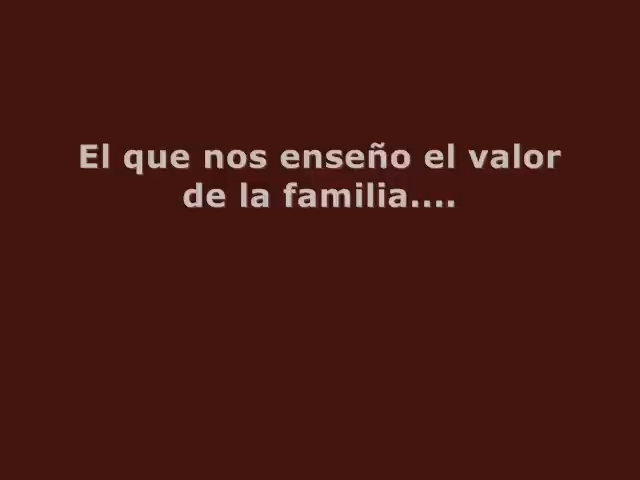 El que nos enseño el valor
de la familia....